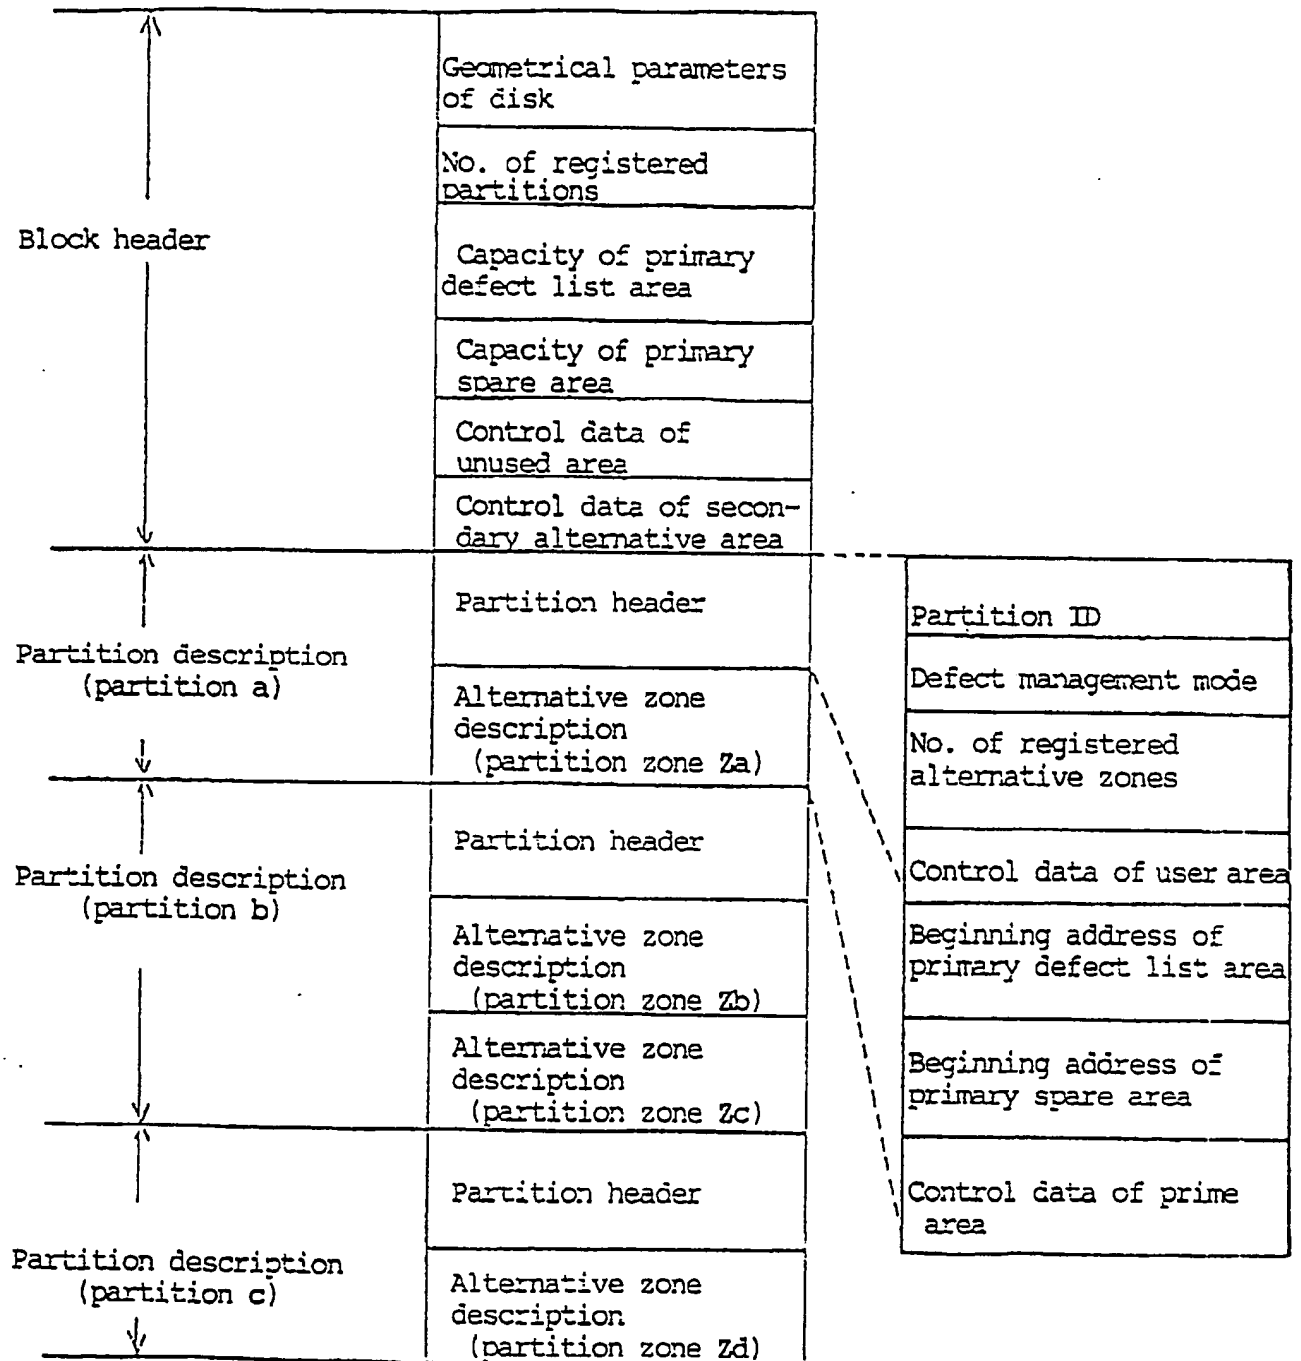 Geometrical parameters
of disk
No. of registered
partitions
Block header
Capacity of primary
defect list area
Capacity of primary
spare area
Control data of
unused area
Control data of secon-
dary alternative area
Partition description
(partition a)
Partition header
Alternative zone
description
(partition zone Za)
Partition ID
Defect management mode
No. of registered
alternative zones
Control data of user area
Beginning address of
primary defect list area
Beginning address of
primary spare area
Control data of prime
area
Partition description
(partition b)
Partition header
Alternative zone
description
(partition zone Zb)
Alternative zone
description
(partition zone Zc)
Partition description
(partition c)
Partition header
Alternative zone
description
(partition zone Zd)